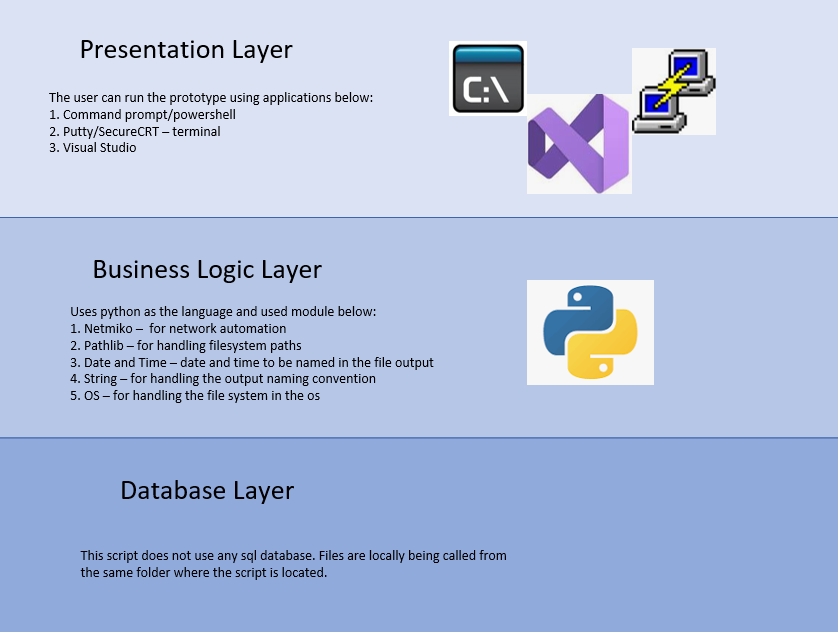 Presentation Layer
The user can run the prototype using applications below:
1. Command prompt/powershell
2. Putty/SecureCRT – terminal
3. Visual Studio
C:\
Business Logic Layer
Uses python as the language and used module below:
1. Netmiko –  for network automation
2. Pathlib – for handling filesystem paths
3. Date and Time – date and time to be named in the file output
4. String – for handling the output naming convention
5. OS – for handling the file system in the os
Database Layer
This script does not use any sql database. Files are locally being called from
the same folder where the script is located.